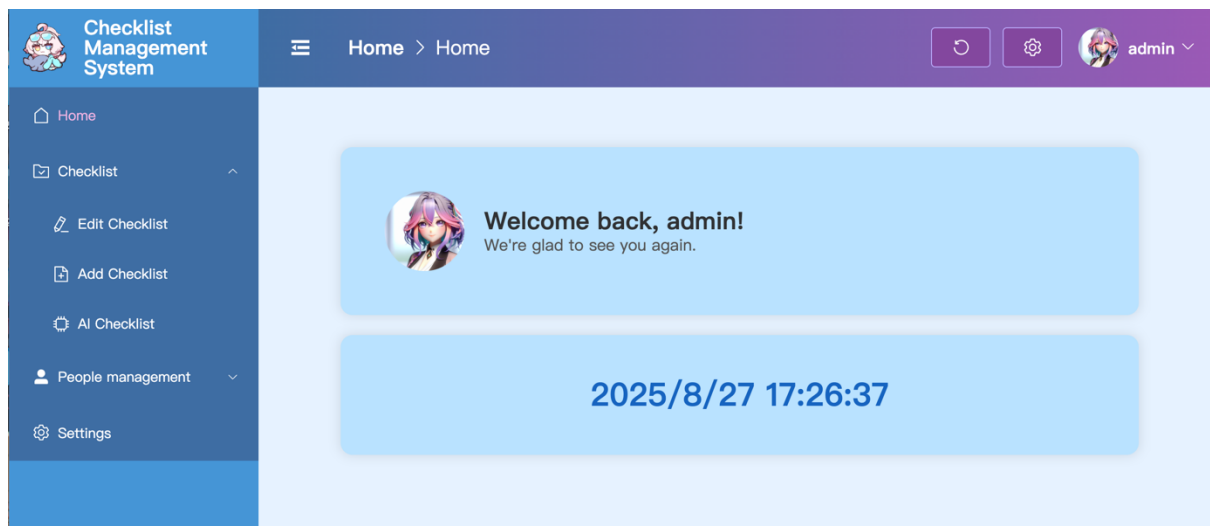 Checklist
Management
System
Home > Home
admin
Home
Checklist
Edit Checklist
Add Checklist
AI Checklist
People management
Settings
Welcome back, admin!
We're glad to see you again.
2025/8/27 17:26:37